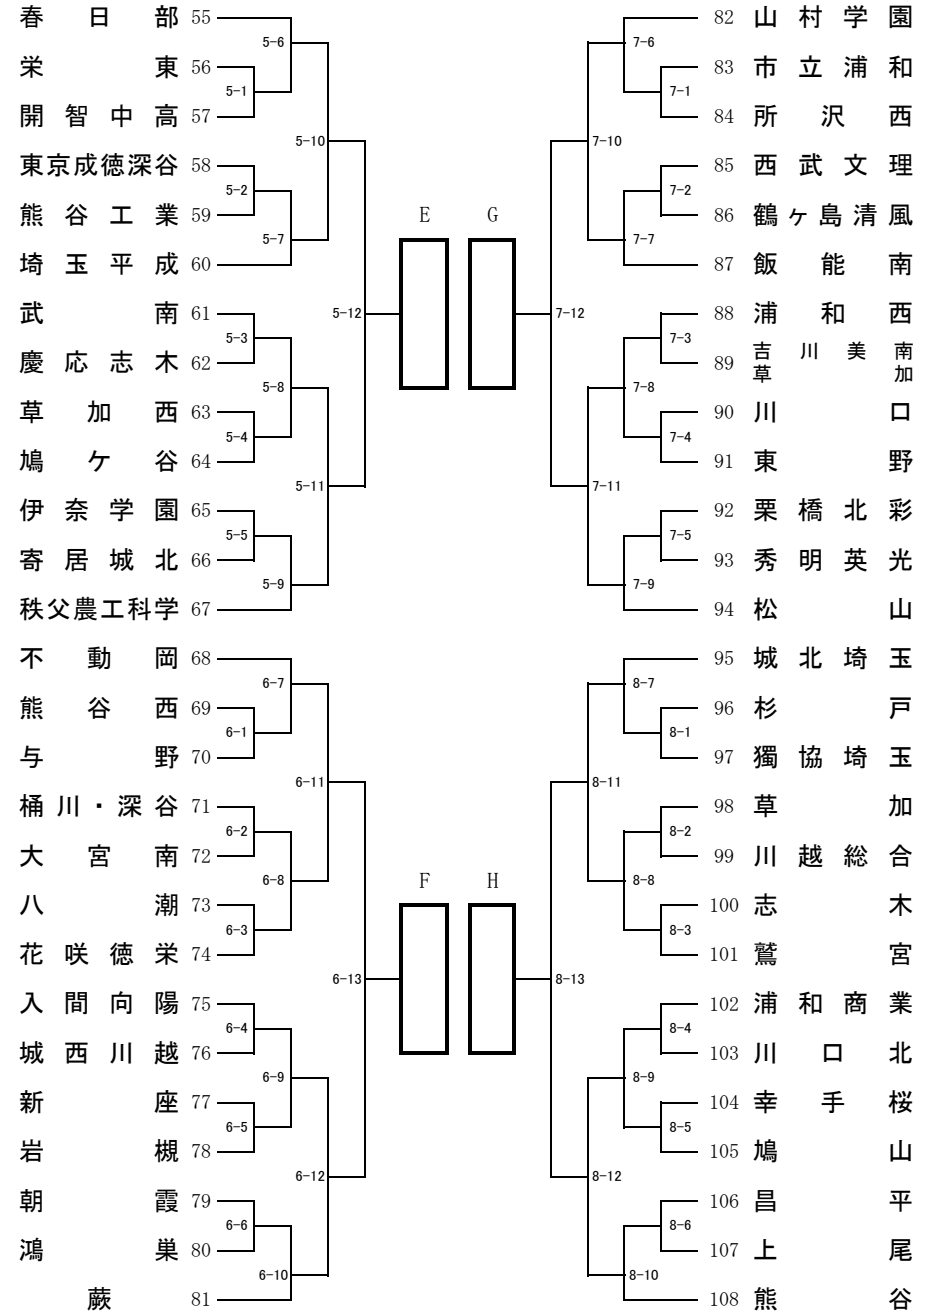 春日部 55
5-6
栄東 56
5-1
開智中高 57
5-10
東京成徳深谷 58
5-2
熊谷工業 59
5-7
埼玉平成 60
5-12
武南 61
5-3
慶応志木 62
5-8
草加西 63
5-4
鳩ケ谷 64
5-11
伊奈学園 65
5-5
寄居城北 66
5-9
秩父農工科学 67
E
不動岡 68
6-7
熊谷西 69
6-1
与野 70
6-11
桶川・深谷 71
6-2
大宮南 72
6-8
八潮 73
6-3
花咲徳栄 74
6-13
入間向陽 75
6-4
城西川越 76
6-9
新座 77
6-5
岩槻 78
6-12
朝霞 79
6-6
鴻巣 80
6-10
蕨 81
F
82 山村学園
7-6
83 市立浦和
7-1
84 所沢西
7-10
85 西武文理
7-2
86 鶴ヶ島清風
7-7
87 飯能南
G
7-12
88 浦和西
7-3
89 吉川美南
草加
7-8
90 川口
7-4
91 東野
7-11
92 栗橋北彩
7-5
93 秀明英光
7-9
94 松山
95 城北埼玉
8-7
96 杉戸
8-1
97 獨協埼玉
8-11
98 草加
8-2
99 川越総合
8-8
100 志木
8-3
101 鷲宮
H
8-13
102 浦和商業
8-4
103 川口北
8-9
104 幸手桜
8-5
105 鳩山
8-12
106 昌平
8-6
107 上尾
8-10
108 熊谷